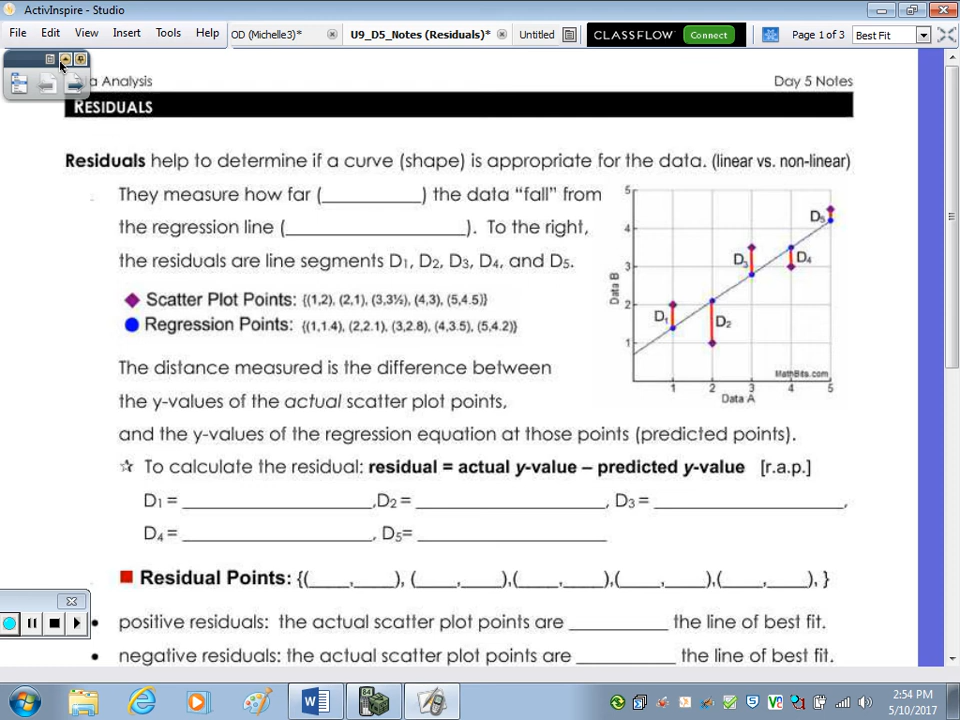 ActivInspire - Studio
File Edit View Insert Tools Help OD (Michelle3)* U9_D5_Notes (Residuals)* Untitled CLASSFLOW Connect Page 1 of 3 Best Fit
a Analysis Day 5 Notes
RESIDUALS
Residuals help to determine if a curve (shape) is appropriate for the data. (linear vs. non-linear)
They measure how far (__________) the data “fall” from
the regression line (__________________). To the right,
the residuals are line segments D1, D2, D3, D4, and D5.
Scatter Plot Points: {(1,2), (2,1), (3,3½), (4,3), (5,4.5)}
Regression Points: {(1,1.4), (2,2.1), (3,2.8), (4,3.5), (5,4.2)}
5
4
3
2
1
1 2 3 4 5
Data B
Data A
D1
D2
D3
D4
D5
MathBits.com
The distance measured is the difference between
the y-values of the actual scatter plot points,
and the y-values of the regression equation at those points (predicted points).
☆ To calculate the residual: residual = actual y-value – predicted y-value [r.a.p.]
D1 = ___________________,D2 = ___________________, D3 = ___________________,
D4 = ___________________, D5= ___________________
Residual Points: {(____,____), (____,____),(____,____),(____,____),(____,____), }
• positive residuals: the actual scatter plot points are __________ the line of best fit.
• negative residuals: the actual scatter plot points are __________ the line of best fit.
84
2:54 PM
5/10/2017